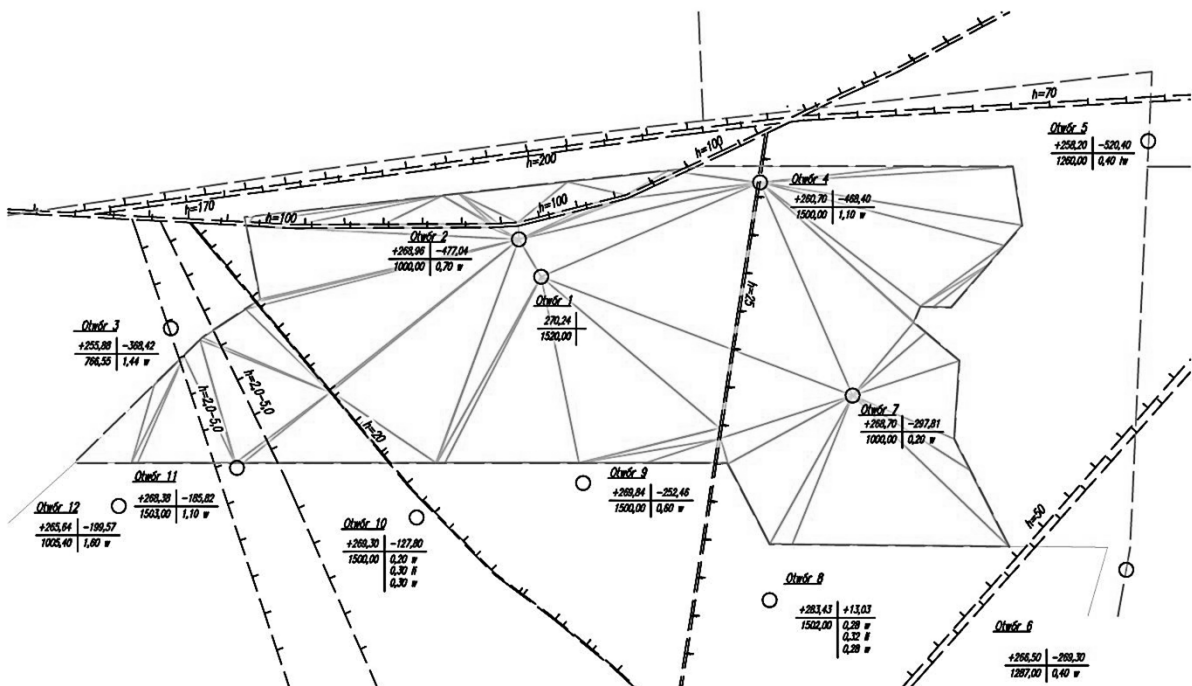 h=70
Otwór 5
+258,20 | -520,40
1260,00 | 0,40 łw
h=200
h=100
h=170
h=100
h=100
Otwór 4
+260,70 | -468,40
1500,00 | 1,10 w
Otwór 2
+268,96 | -477,04
1000,00 | 0,70 w
Otwór 1
270,24
1520,00
h=25
Otwór 3
+255,88 | -368,42
766,55 | 1,44 w
h=2,0-5,0
h=2,0-5,0
h=20
Otwór 7
+268,70 | -297,81
1000,00 | 0,20 w
Otwór 11
+268,38 | -185,82
1503,00 | 1,10 w
Otwór 9
+269,84 | -252,46
1500,00 | 0,60 w
Otwór 12
+265,64 | -199,57
1005,40 | 1,60 w
Otwór 10
+269,30 | -127,80
1500,00 | 0,20 w
0,30
0,30 w
h=50
Otwór 8
+283,43 | +13,03
1502,00 | 0,28 w
0,32
0,28 w
Otwór 6
+266,50 | -269,30
1287,00 | 0,40 w